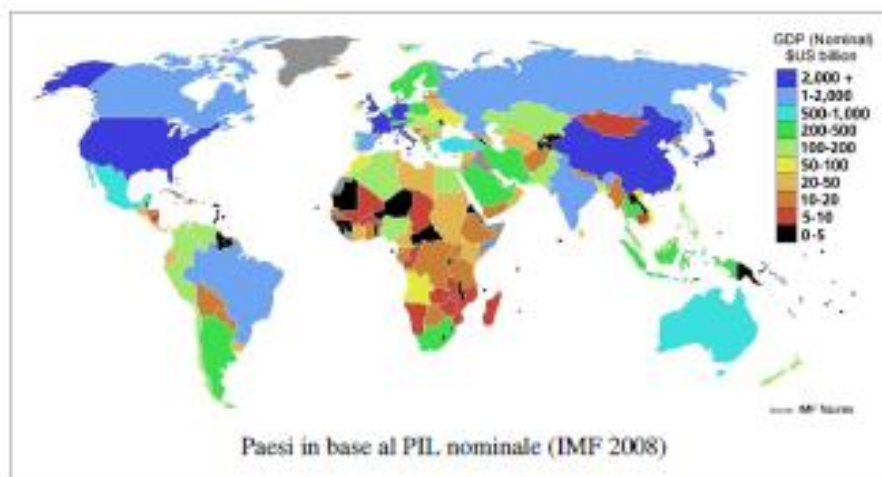 GDP (Nominal)
$US billion
2,000 +
1-2,000
500-1,000
200-500
100-200
50-100
20-50
10-20
5-10
0-5
IMF
Paesi in base al PIL nominale (IMF 2008)